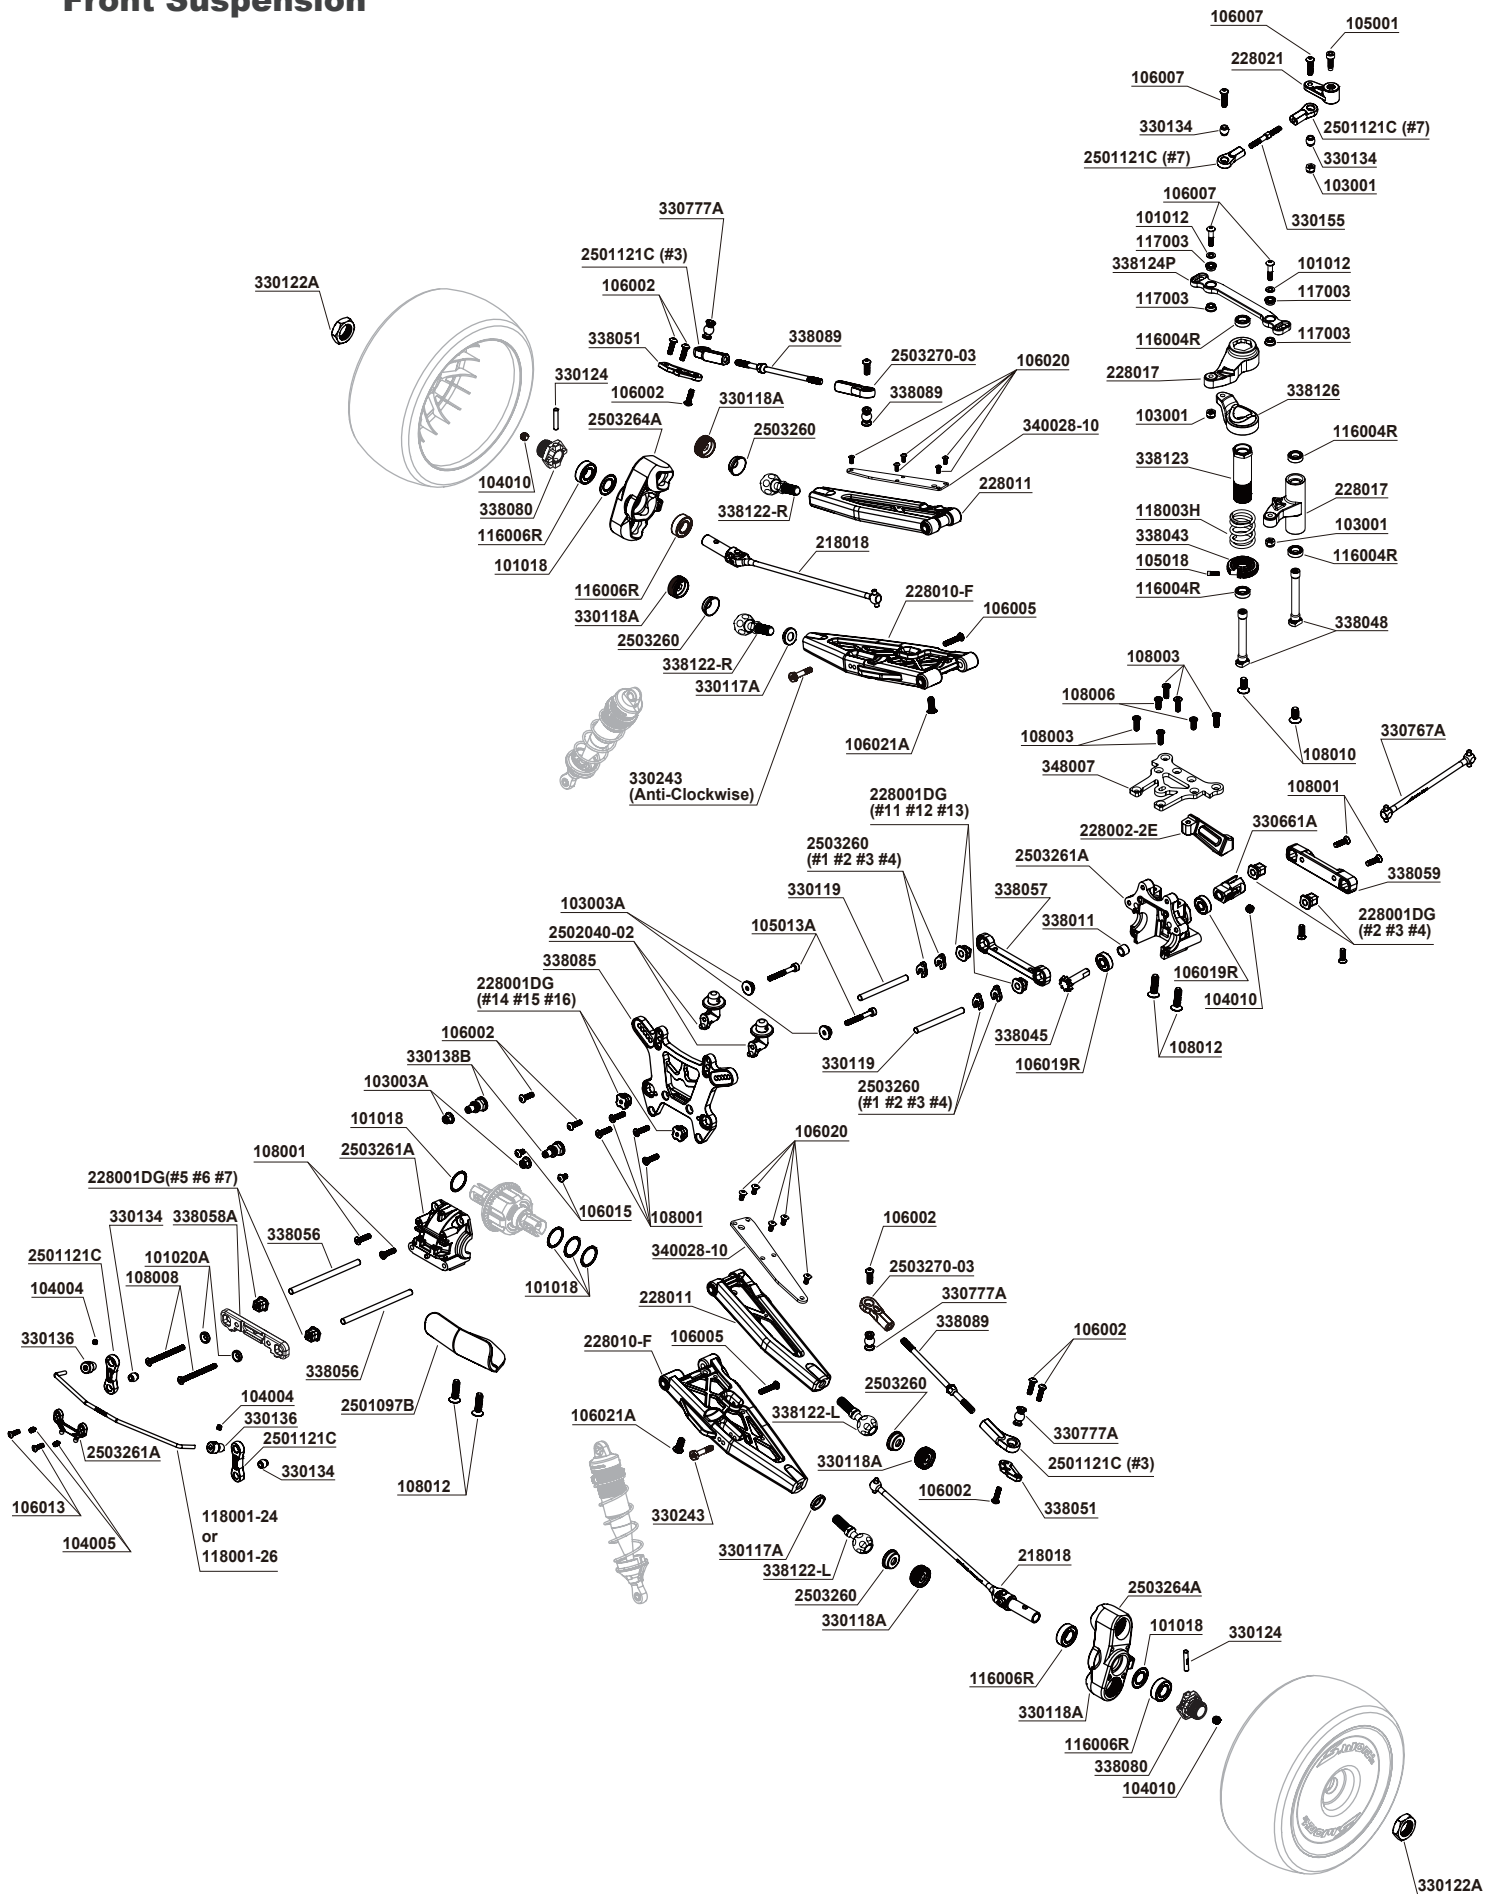 Front Suspension
106007
105001
228021
106007
330134
2501121C (#7)
2501121C (#7)
330134
103001
330155
106007
101012
117003
338124P
101012
117003
117003
116004R
117003
228017
338126
103001
116004R
338123
228017
118003H
103001
338043
116004R
105018
116004R
338048
108003
108006
108003
108010
330767A
348007
330777A
2501121C (#3)
330122A
106002
338051
338089
2503270-03
106020
330124
106002
330118A
338089
2503264A
2503260
340028-10
104010
338080
338122-R
228011
116006R
101018
218018
116006R
228010-F
330118A
106005
2503260
338122-R
330117A
106021A
330243
(Anti-Clockwise)
228001DG
(#11 #12 #13)
108001
228002-2E
330661A
2503260
(#1 #2 #3 #4)
2503261A
330119
338057
338059
103003A
105013A
338011
228001DG
(#2 #3 #4)
2502040-02
338085
228001DG
(#14 #15 #16)
106019R
104010
338045
108012
330119
106019R
2503260
(#1 #2 #3 #4)
106002
330138B
103003A
101018
2503261A
108001
228001DG(#5 #6 #7)
106015
108001
106020
330134
338058A
338056
106002
340028-10
2503270-03
2501121C
101020A
108008
101018
104004
228011
330777A
338089
330136
228010-F
106005
106002
338056
2503260
104004
2501097B
106021A
338122-L
330136
2501121C
330777A
2503261A
330118A
2501121C (#3)
330134
106002
338051
108012
106013
118001-24
or
118001-26
104005
330243
330117A
338122-L
218018
2503260
2503264A
330118A
101018
330124
116006R
330118A
116006R
338080
104010
330122A